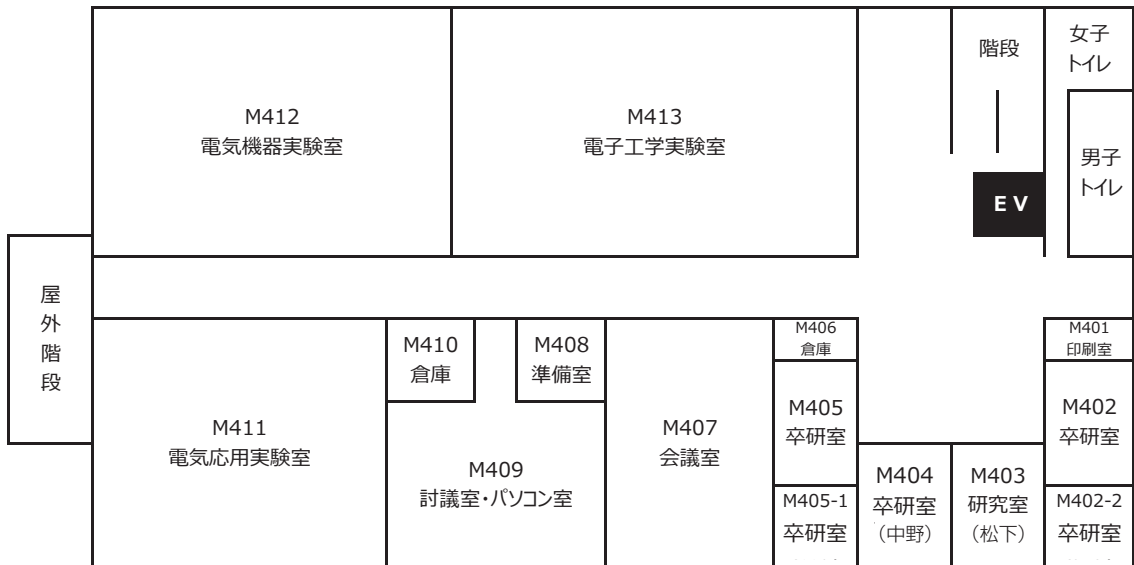 M412
電気機器実験室
M413
電子工学実験室
階段
女子
トイレ
男子
トイレ
EV
屋
外
階
段
M411
電気応用実験室
M410
倉庫
M408
準備室
M409
討議室・パソコン室
M407
会議室
M406
倉庫
M405
卒研室
M405-1
卒研室
M404
卒研室
（中野）
M403
研究室
（松下）
M401
印刷室
M402
卒研室
M402-2
卒研室